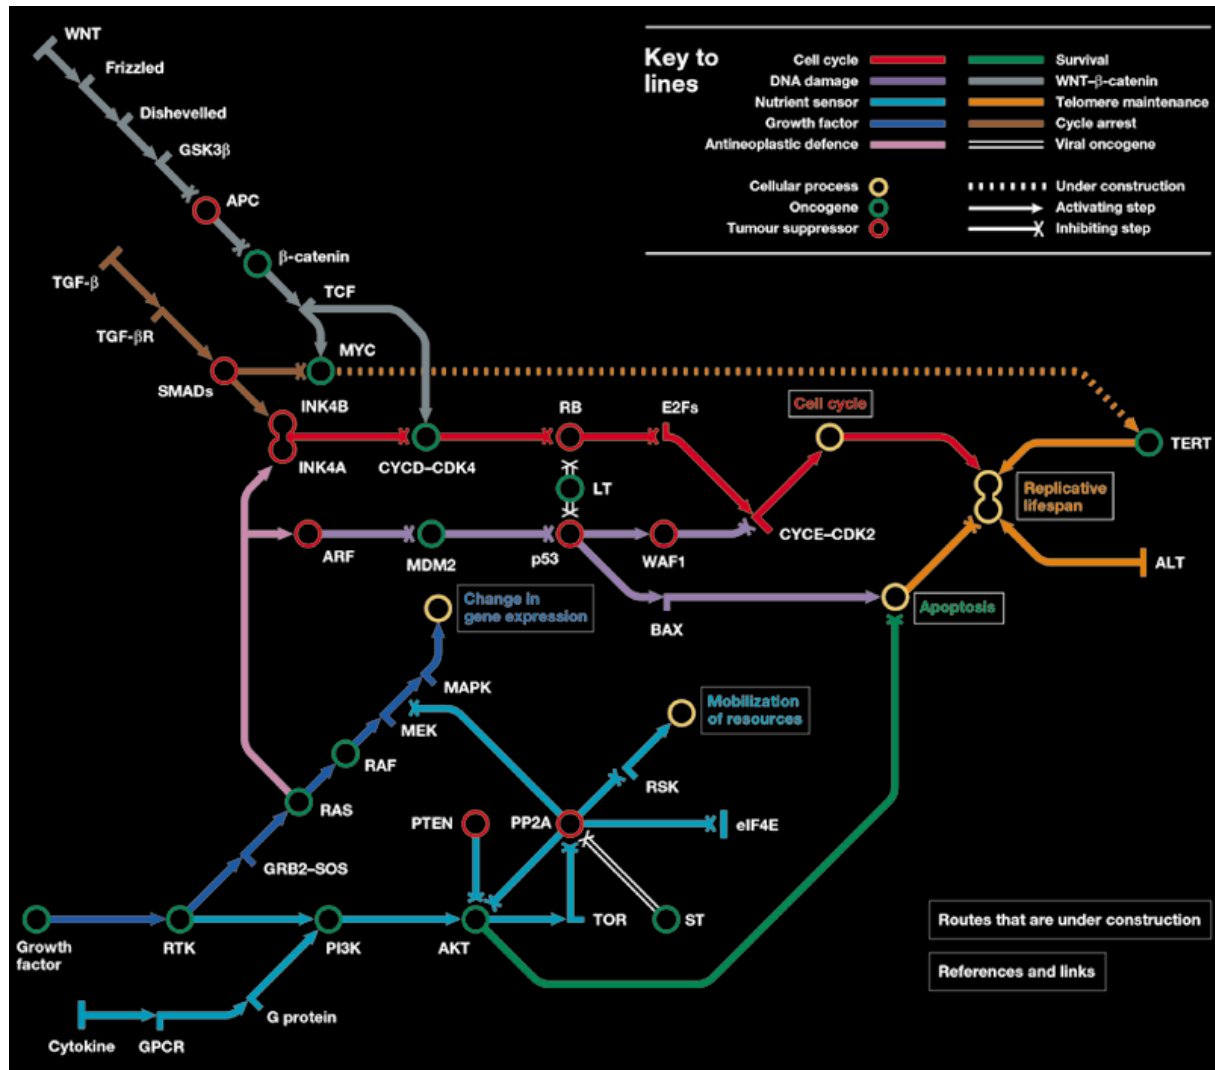 WNT
Frizzled
Dishevelled
GSK3β
APC
β-catenin
TCF
TGF-β
TGF-βR
SMADs
MYC
INK4B
INK4A
CYCD–CDK4
RB
E2Fs
Cell cycle
TERT
Replicative
lifespan
LT
ARF
MDM2
p53
WAF1
CYCE–CDK2
ALT
BAX
Apoptosis
Change in
gene expression
MAPK
MEK
RAF
RAS
GRB2–SOS
Mobilization
of resources
RSK
PTEN
PP2A
eIF4E
Growth
factor
RTK
PI3K
AKT
TOR
ST
Cytokine
GPCR
G protein
Key to
lines
Cell cycle
DNA damage
Nutrient sensor
Growth factor
Antineoplastic defence
Survival
WNT–β-catenin
Telomere maintenance
Cycle arrest
Viral oncogene
Cellular process
Oncogene
Tumour suppressor
Under construction
Activating step
Inhibiting step
Routes that are under construction
References and links